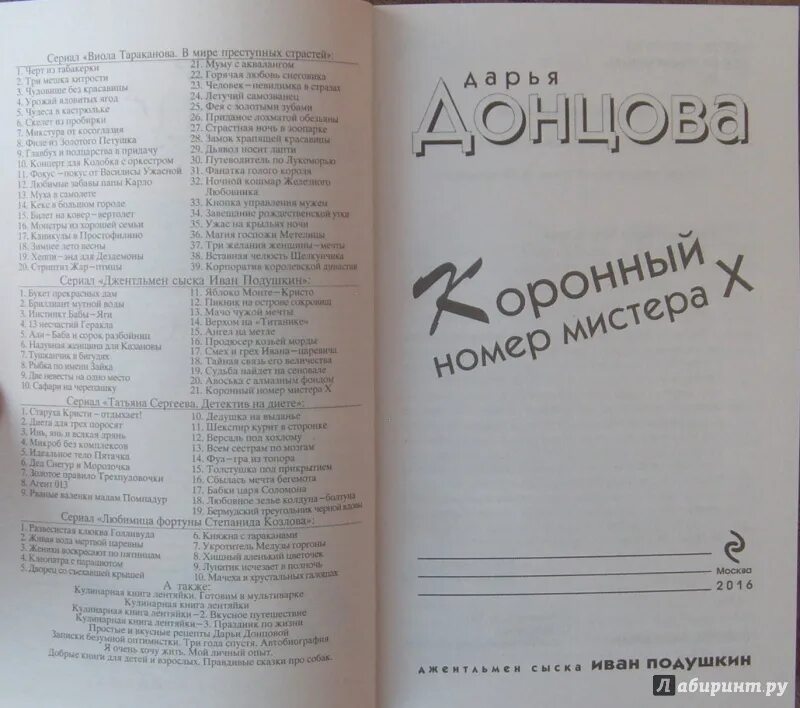 Сериал «Виола Тараканова. В мире преступных страстей»:
1. Черт из табакерки
2. Три мешка хитрости
3. Чудовище без красавицы
4. Урожай ядовитых ягод
5. Чудеса в кастрюльке
6. Скелет из пробирки
7. Микстура от косоглазия
8. Филе из Золотого Петушка
9. Главбух и полцарства в придачу
10. Концерт для Колобка с оркестром
11. Фокус-покус от Василисы Ужасной
12. Любимые забавы папы Карло
13. Муха в самолете
14. Кекс в большом городе
15. Билет на ковер-вертолет
16. Монстры из хорошей семьи
17. Каникулы в Простофилино
18. Зимнее лето весны
19. Хеппи-энд для Дездемоны
20. Стриптиз Жар-птицы
21. Муму с аквалангом
22. Горячая любовь снеговика
23. Человек-невидимка в стразах
24. Летучий самозванец
25. Фея с золотыми зубами
26. Приданое лохматой обезьяны
27. Страстная ночь в зоопарке
28. Замок храпящей красавицы
29. Дьявол носит лапти
30. Путеводитель по Лукоморью
31. Фанатка голого короля
32. Ночной кошмар Железного
Любовника
33. Кнопка управления мужем
34. Завещание рождественской утки
35. Ужас на крыльях ночи
36. Магия госпожи Метелицы
37. Три желания женщины-мечты
38. Вставная челюсть Щелкунчика
39. Корпоратив королевской династии
Сериал «Джентльмен сыска Иван Подушкин»:
1. Букет прекрасных дам
2. Бриллиант мутной воды
3. Инстинкт Бабы-Яги
4. 13 несчастий Геракла
5. Али-Баба и сорок разбойниц
6. Надувная женщина для Казановы
7. Тушканчик в бигудях
8. Рыбка по имени Зайка
9. Две невесты на одно место
10. Сафари на черепашку
11. Яблоко Монте-Кристо
12. Пикник на острове сокровищ
13. Мачо чужой мечты
14. Верхом на «Титанике»
15. Ангел на метле
16. Продюсер козьей морды
17. Смех и грех Ивана-царевича
18. Тайная связь его величества
19. Судьба найдет на сеновале
20. Авоська с алмазным фондом
21. Коронный номер мистера Х
Сериал «Татьяна Сергеева. Детектив на диете»:
1. Старуха Кристи-отдыхает!
2. Диета для трех поросят
3. Инь, янь и всякая дрянь
4. Микроб без комплексов
5. Идеальное тело Пятачка
6. Дед Снегур и Морозочка
7. Золотое правило Трехпудовочки
8. Агент 013
9. Рваные валенки мадам Помпадур
10. Дедушка на выданье
11. Шекспир курит в сторонке
12. Версаль под хохлому
13. Всем сестрам по мозгам
14. Фуа-гра из топора
15. Толстушка под прикрытием
16. Сбылась мечта бегемота
17. Бабки царя Соломона
18. Любовное зелье колдуна-болтуна
19. Бермудский треугольник черной вдовы
Сериал «Любимица фортуны Степанида Козлова»:
1. Развесистая клюква Голливуда
2. Живая вода мертвой царевны
3. Женихи воскресают по пятницам
4. Клеопатра с парашютом
5. Дворец со съехавшей крышей
6. Княжна с тараканами
7. Укротитель Медузы горгоны
8. Хищный аленький цветочек
9. Лунатик исчезает в полночь
10. Мачеха в хрустальных галошах
А также:
Кулинарная книга лентяйки. Готовим в мультиварке
Кулинарная книга лентяйки
Кулинарная книга лентяйки-2. Вкусное путешествие
Кулинарная книга лентяйки-3. Праздник по жизни
Простые и вкусные рецепты Дарьи Донцовой
Записки безумной оптимистки. Три года спустя. Автобиография
Я очень хочу жить. Мой личный опыт.
Добрые книги для детей и взрослых. Правдивые сказки про собак.
дарья
Донцова
Коронный
номер мистера Х
Москва
2016
джентльмен сыска иван подушкин
Лабиринт.ру